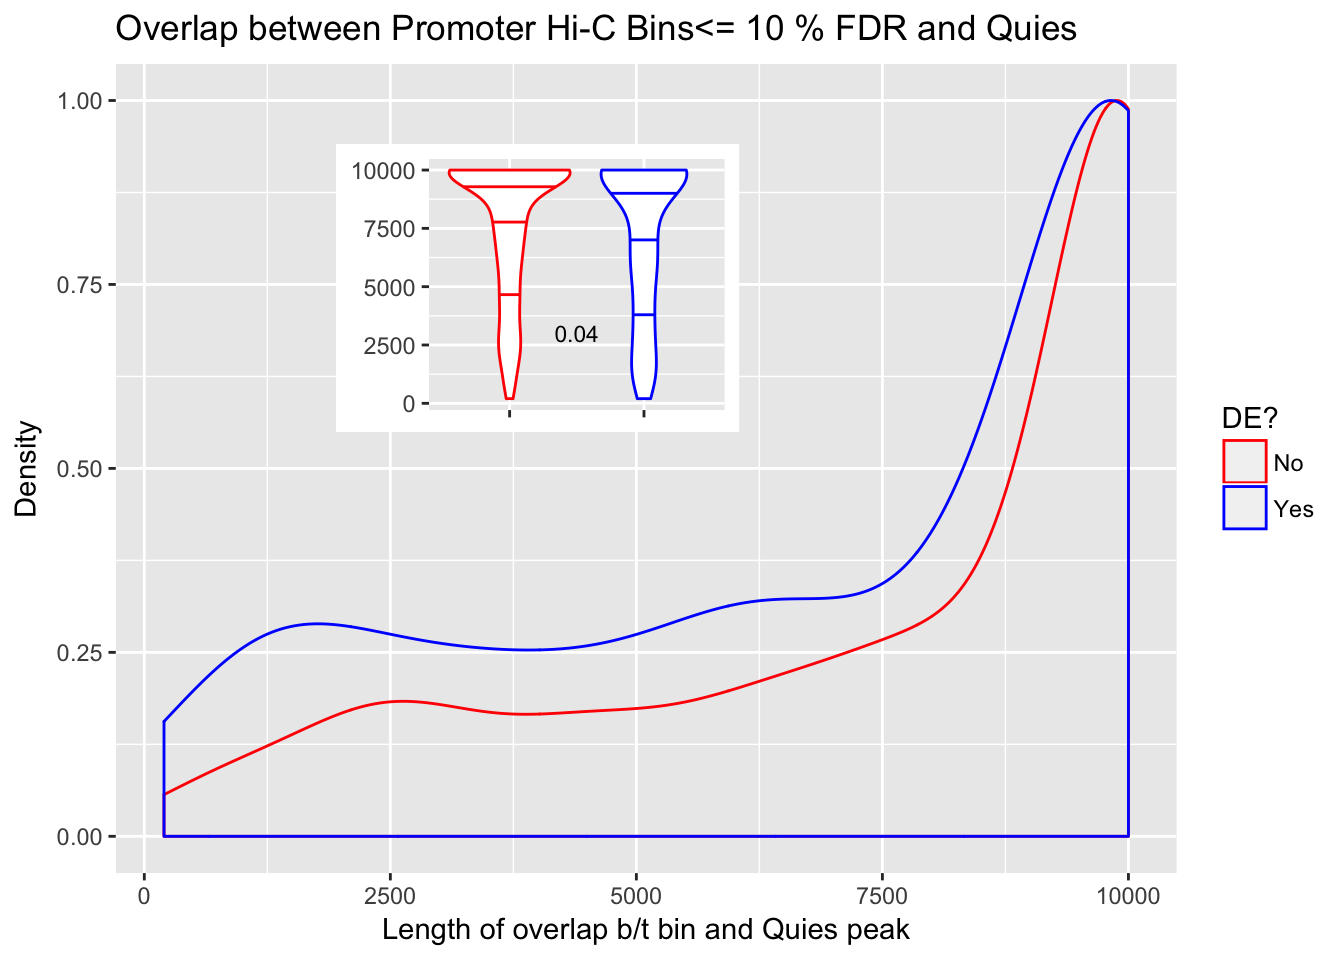 Overlap between Promoter Hi-C Bins<= 10 % FDR and Quies
1.00
0.75
0.50
0.25
0.00
Density
10000
7500
5000
2500
0
0.04
0
2500
5000
7500
10000
Length of overlap b/t bin and Quies peak
DE?
No
Yes